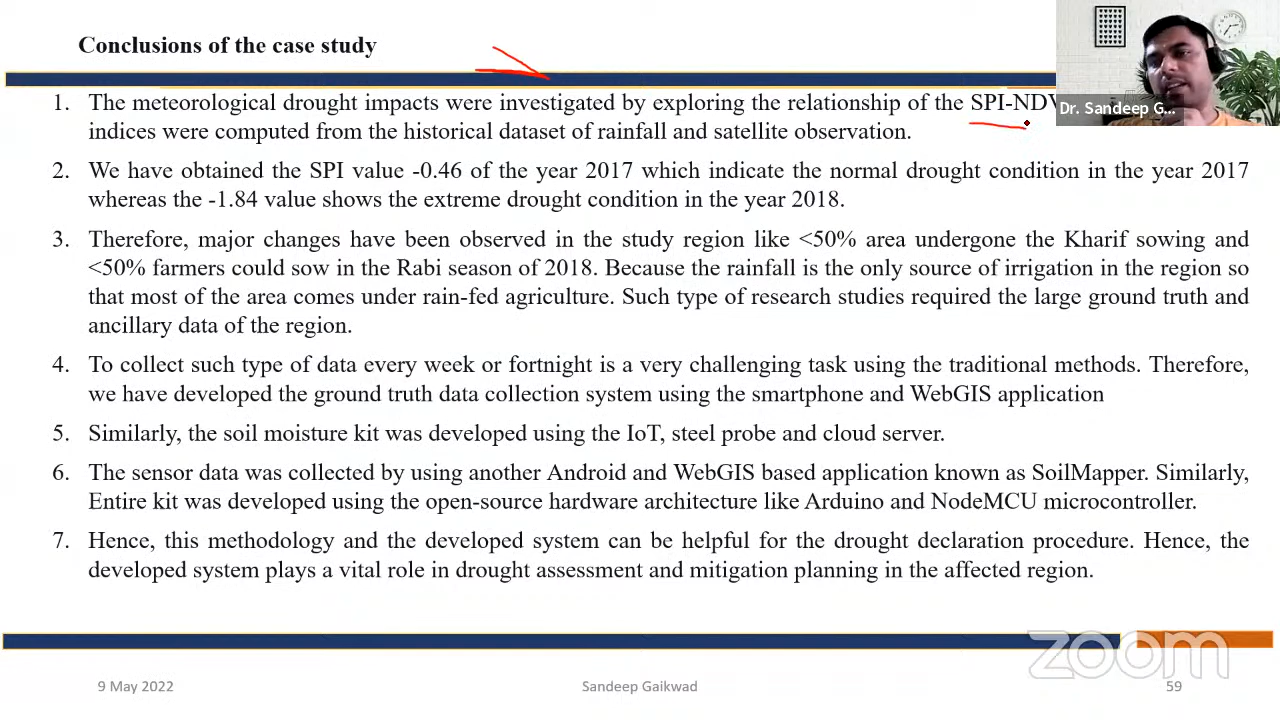 Conclusions of the case study
Dr. Sandeep G...
1. The meteorological drought impacts were investigated by exploring the relationship of the SPI-NDV
indices were computed from the historical dataset of rainfall and satellite observation.
2. We have obtained the SPI value -0.46 of the year 2017 which indicate the normal drought condition in the year 2017
whereas the -1.84 value shows the extreme drought condition in the year 2018.
3. Therefore, major changes have been observed in the study region like <50% area undergone the Kharif sowing and
<50% farmers could sow in the Rabi season of 2018. Because the rainfall is the only source of irrigation in the region so
that most of the area comes under rain-fed agriculture. Such type of research studies required the large ground truth and
ancillary data of the region.
4. To collect such type of data every week or fortnight is a very challenging task using the traditional methods. Therefore,
we have developed the ground truth data collection system using the smartphone and WebGIS application
5. Similarly, the soil moisture kit was developed using the IoT, steel probe and cloud server.
6. The sensor data was collected by using another Android and WebGIS based application known as SoilMapper. Similarly,
Entire kit was developed using the open-source hardware architecture like Arduino and NodeMCU microcontroller.
7. Hence, this methodology and the developed system can be helpful for the drought declaration procedure. Hence, the
developed system plays a vital role in drought assessment and mitigation planning in the affected region.
zoom
9 May 2022
Sandeep Gaikwad
59